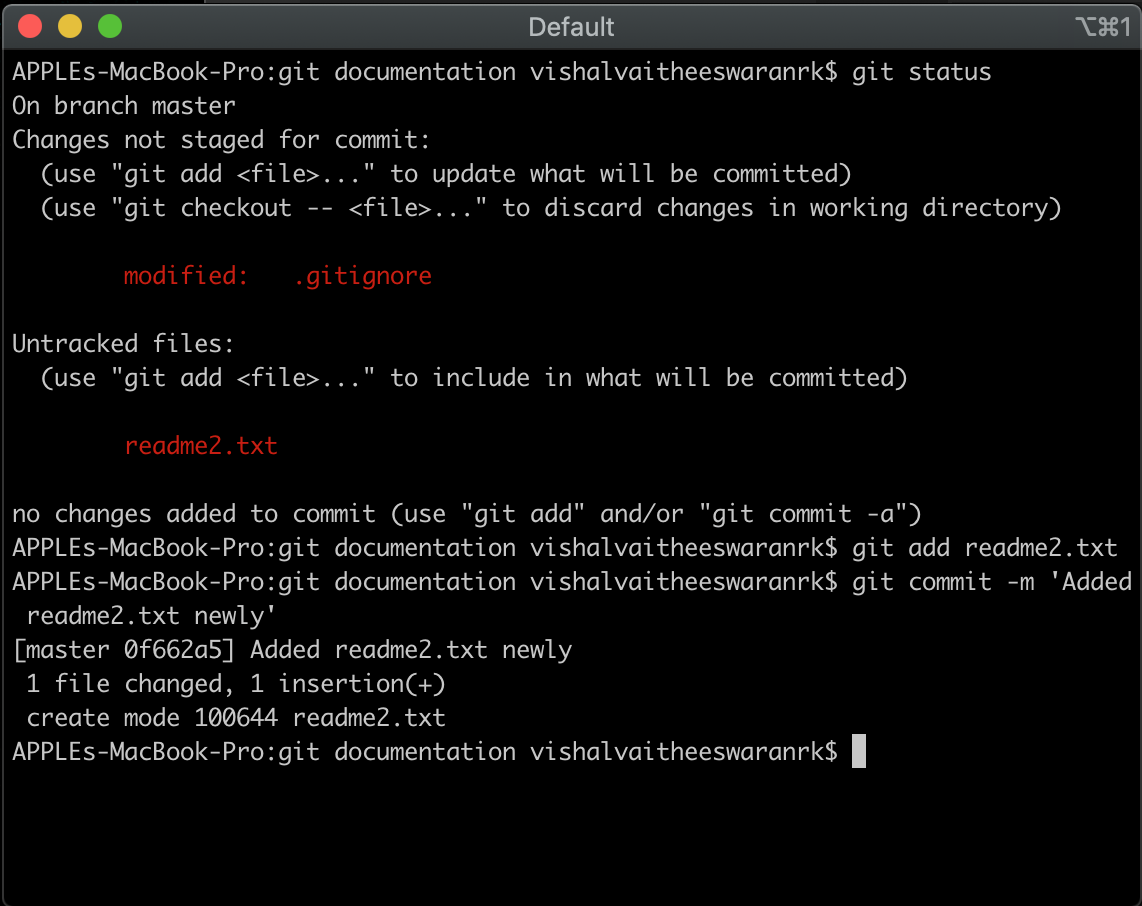 Default
⌥⌘1
APPLEs-MacBook-Pro:git documentation vishalvaitheeswaranrk$ git status
On branch master
Changes not staged for commit:
  (use "git add <file>..." to update what will be committed)
  (use "git checkout -- <file>..." to discard changes in working directory)
        modified:   .gitignore
Untracked files:
  (use "git add <file>..." to include in what will be committed)
        readme2.txt
no changes added to commit (use "git add" and/or "git commit -a")
APPLEs-MacBook-Pro:git documentation vishalvaitheeswaranrk$ git add readme2.txt
APPLEs-MacBook-Pro:git documentation vishalvaitheeswaranrk$ git commit -m 'Added
 readme2.txt newly'
[master 0f662a5] Added readme2.txt newly
 1 file changed, 1 insertion(+)
 create mode 100644 readme2.txt
APPLEs-MacBook-Pro:git documentation vishalvaitheeswaranrk$